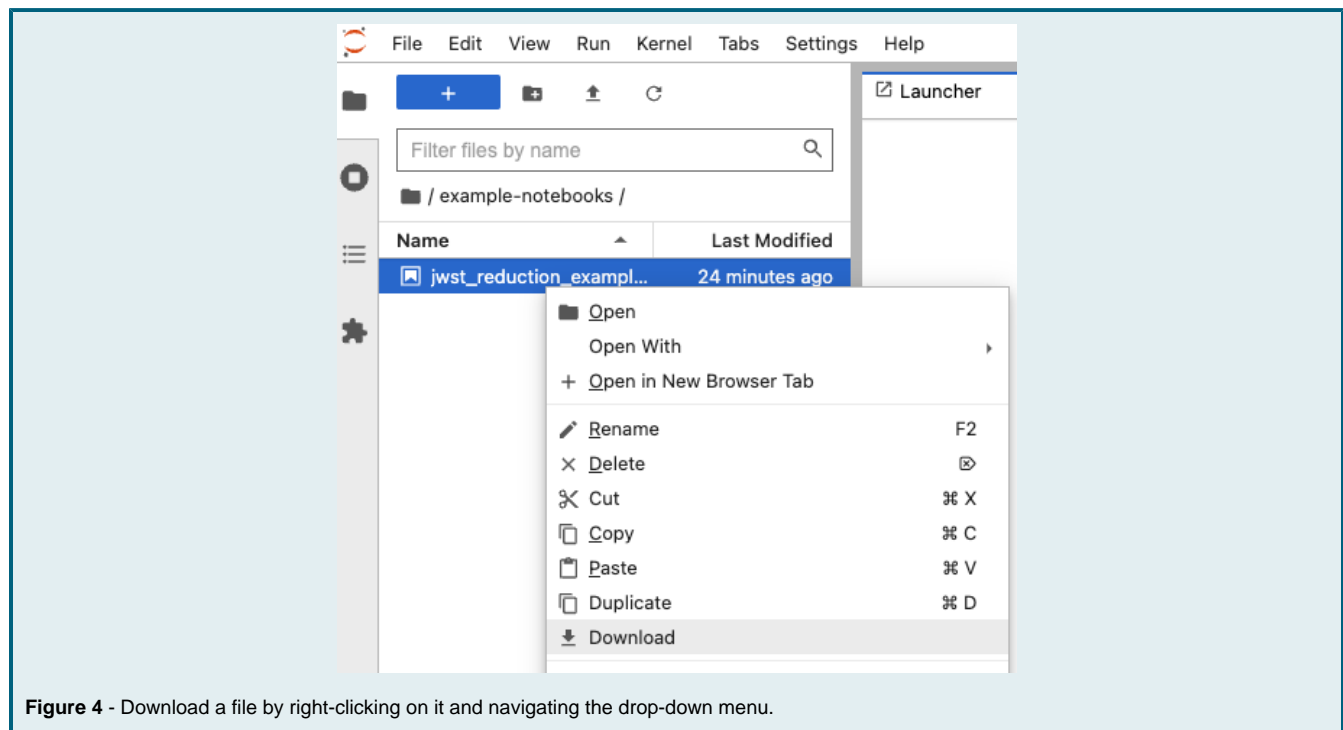 File Edit View Run Kernel Tabs Settings Help
Launcher
Filter files by name
/ example-notebooks /
Name Last Modified
jwst_reduction_exampl... 24 minutes ago
Open
Open With
Open in New Browser Tab
Rename F2
Delete
Cut ⌘ X
Copy ⌘ C
Paste ⌘ V
Duplicate ⌘ D
Download
Figure 4 - Download a file by right-clicking on it and navigating the drop-down menu.